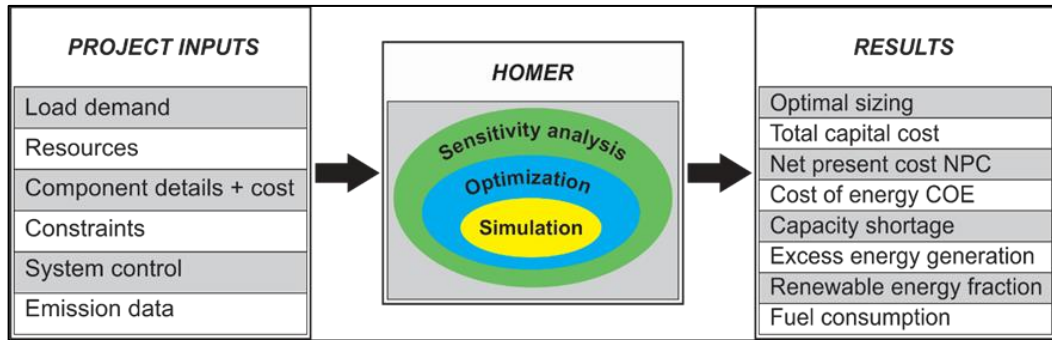 PROJECT INPUTS
Load demand
Resources
Component details + cost
Constraints
System control
Emission data
HOMER
Sensitivity analysis
Optimization
Simulation
RESULTS
Optimal sizing
Total capital cost
Net present cost NPC
Cost of energy COE
Capacity shortage
Excess energy generation
Renewable energy fraction
Fuel consumption